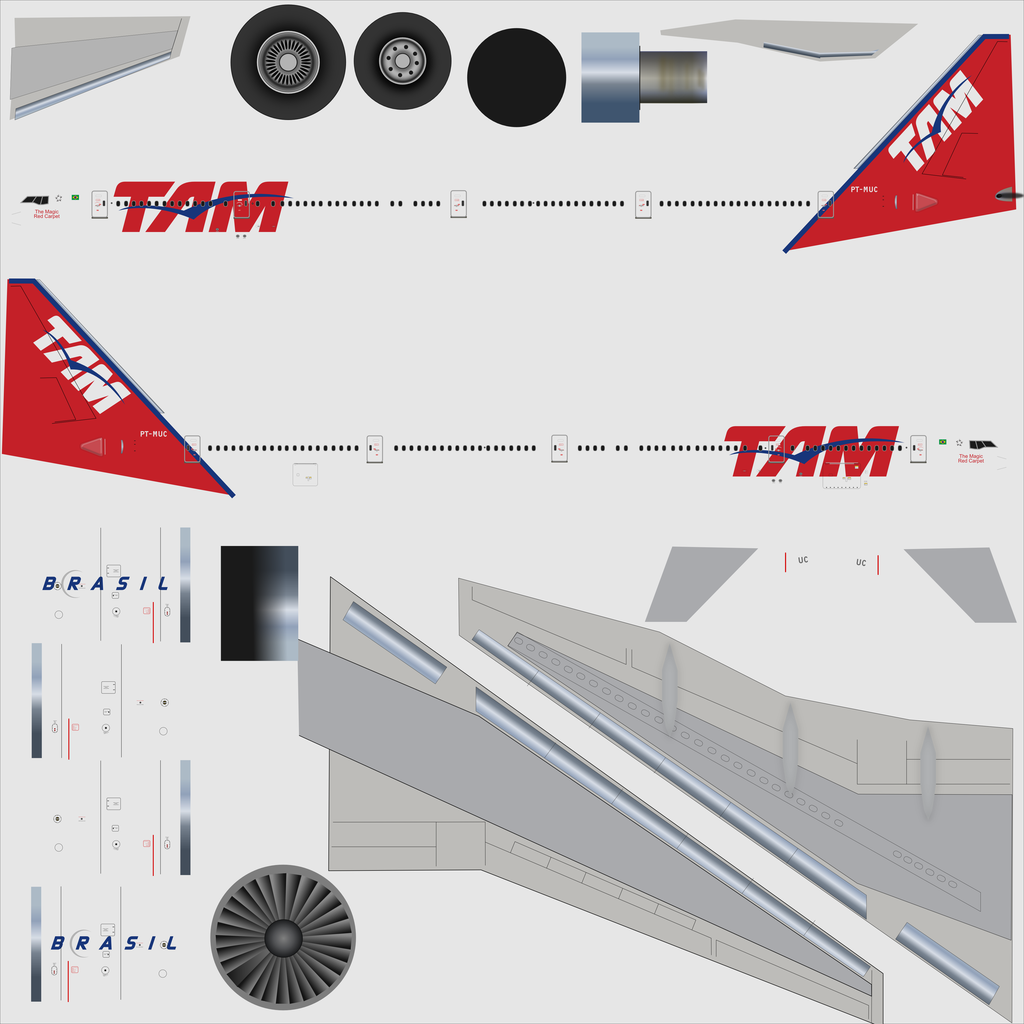 TAM
TAM
The Magic
Red Carpet
PT-MUC
TAM
PT-MUC
TAM
The Magic
Red Carpet
UC
UC
BRASIL
BRASIL